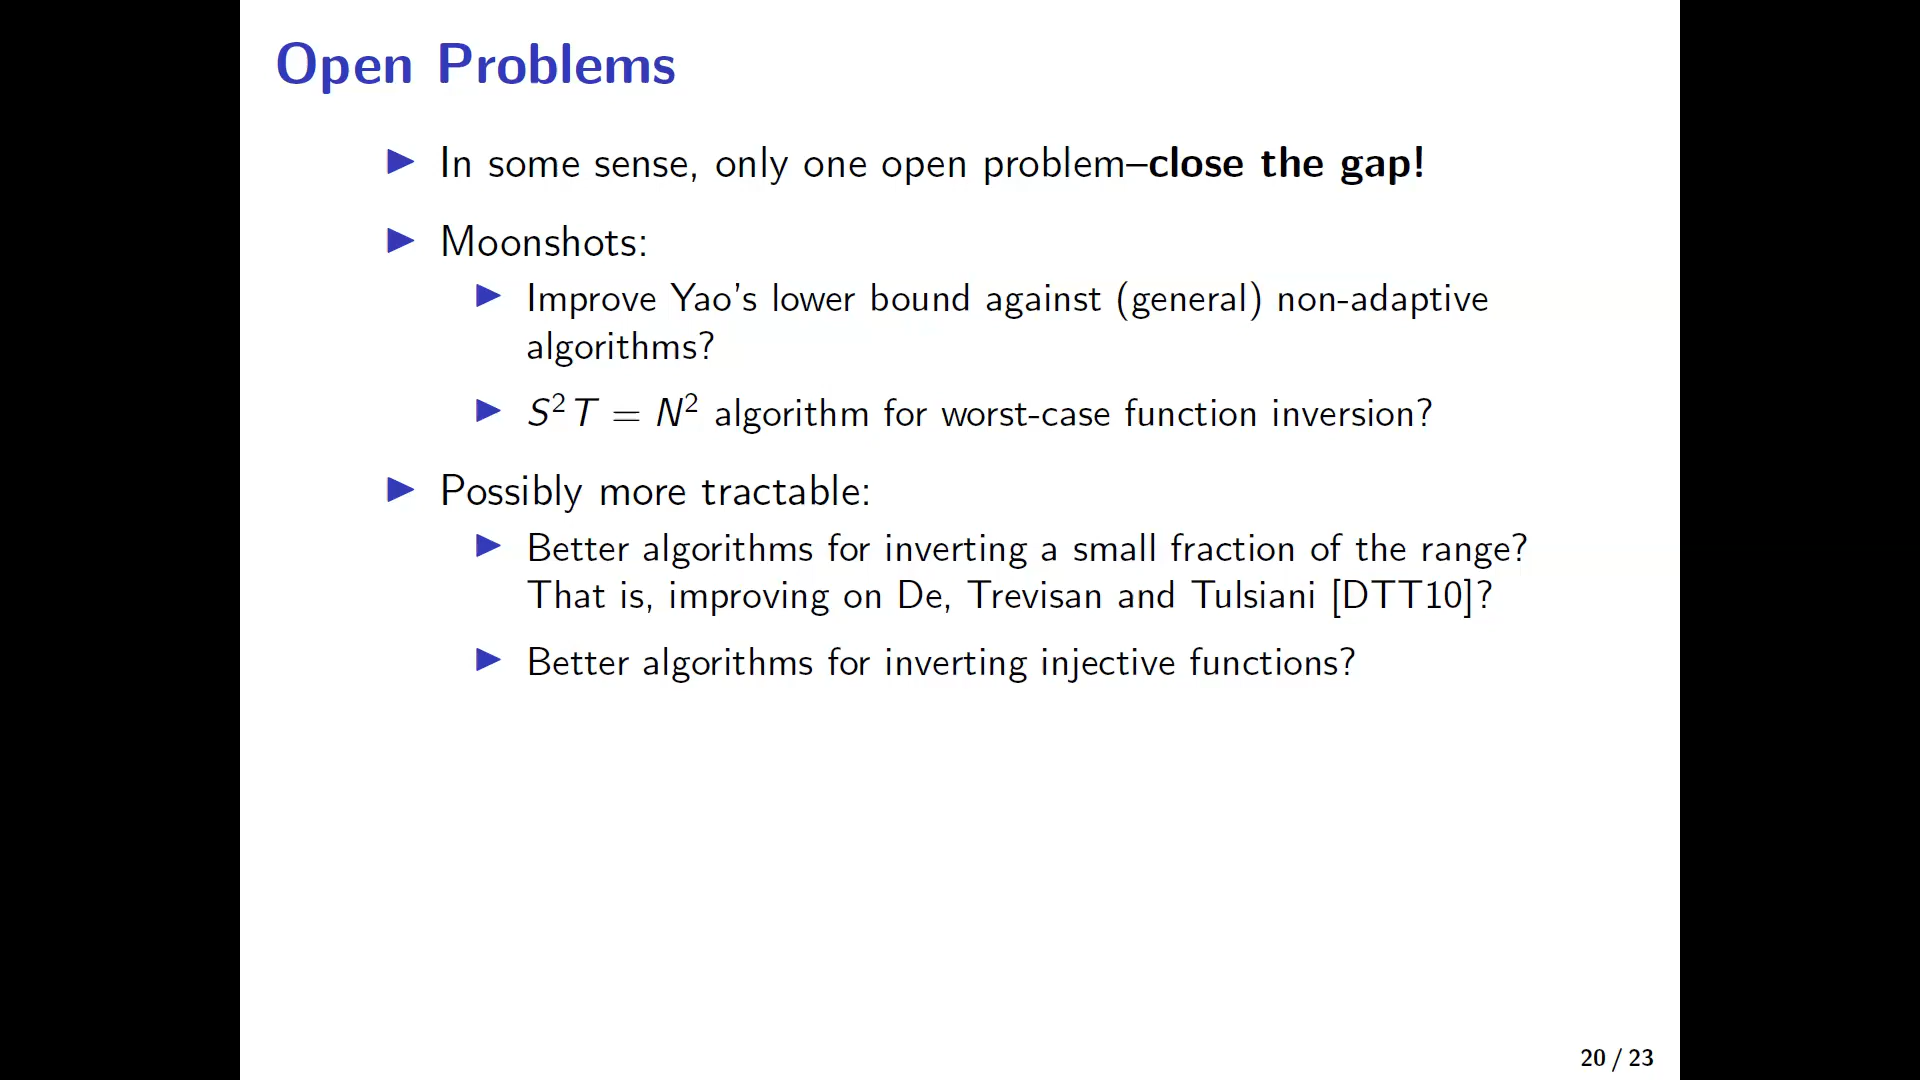 Open Problems
In some sense, only one open problem–close the gap!
Moonshots:
Improve Yao's lower bound against (general) non-adaptive
algorithms?
S² T = N² algorithm for worst-case function inversion?
Possibly more tractable:
Better algorithms for inverting a small fraction of the range?
That is, improving on De, Trevisan and Tulsiani [DTT10]?
Better algorithms for inverting injective functions?
20 / 23